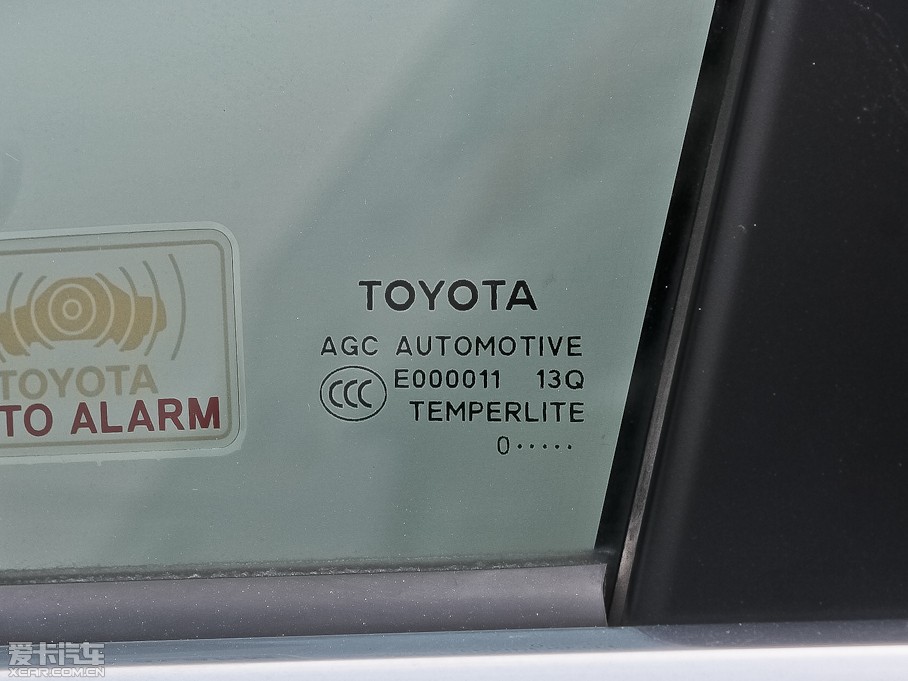 TOYOTA
AGC AUTOMOTIVE
CCC E000011 13Q
TEMPERLITE
0·····
TOYOTA
TO ALARM
爱卡汽车
XCAR.COM.CN